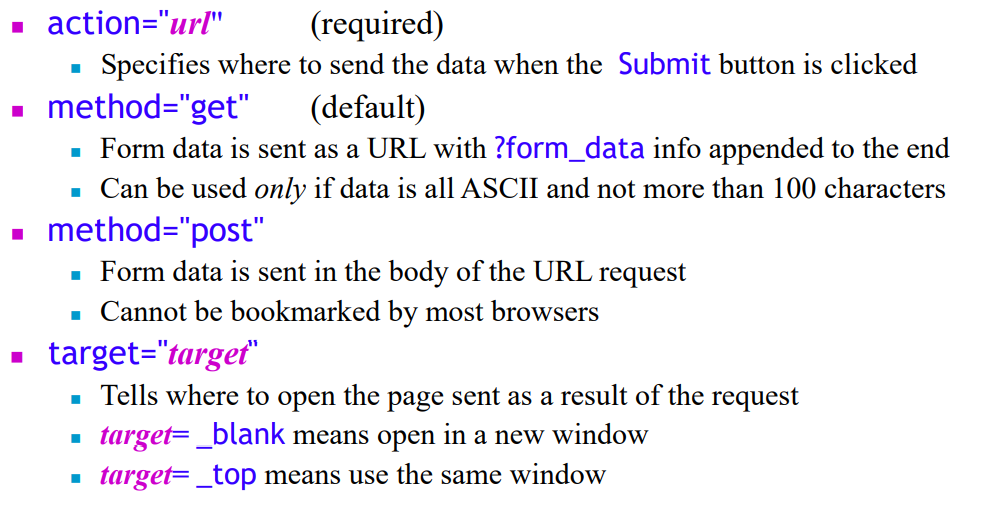 action="url" (required)
Specifies where to send the data when the Submit button is clicked
method="get" (default)
Form data is sent as a URL with ?form_data info appended to the end
Can be used only if data is all ASCII and not more than 100 characters
method="post"
Form data is sent in the body of the URL request
Cannot be bookmarked by most browsers
target="target"
Tells where to open the page sent as a result of the request
target= _blank means open in a new window
target= _top means use the same window